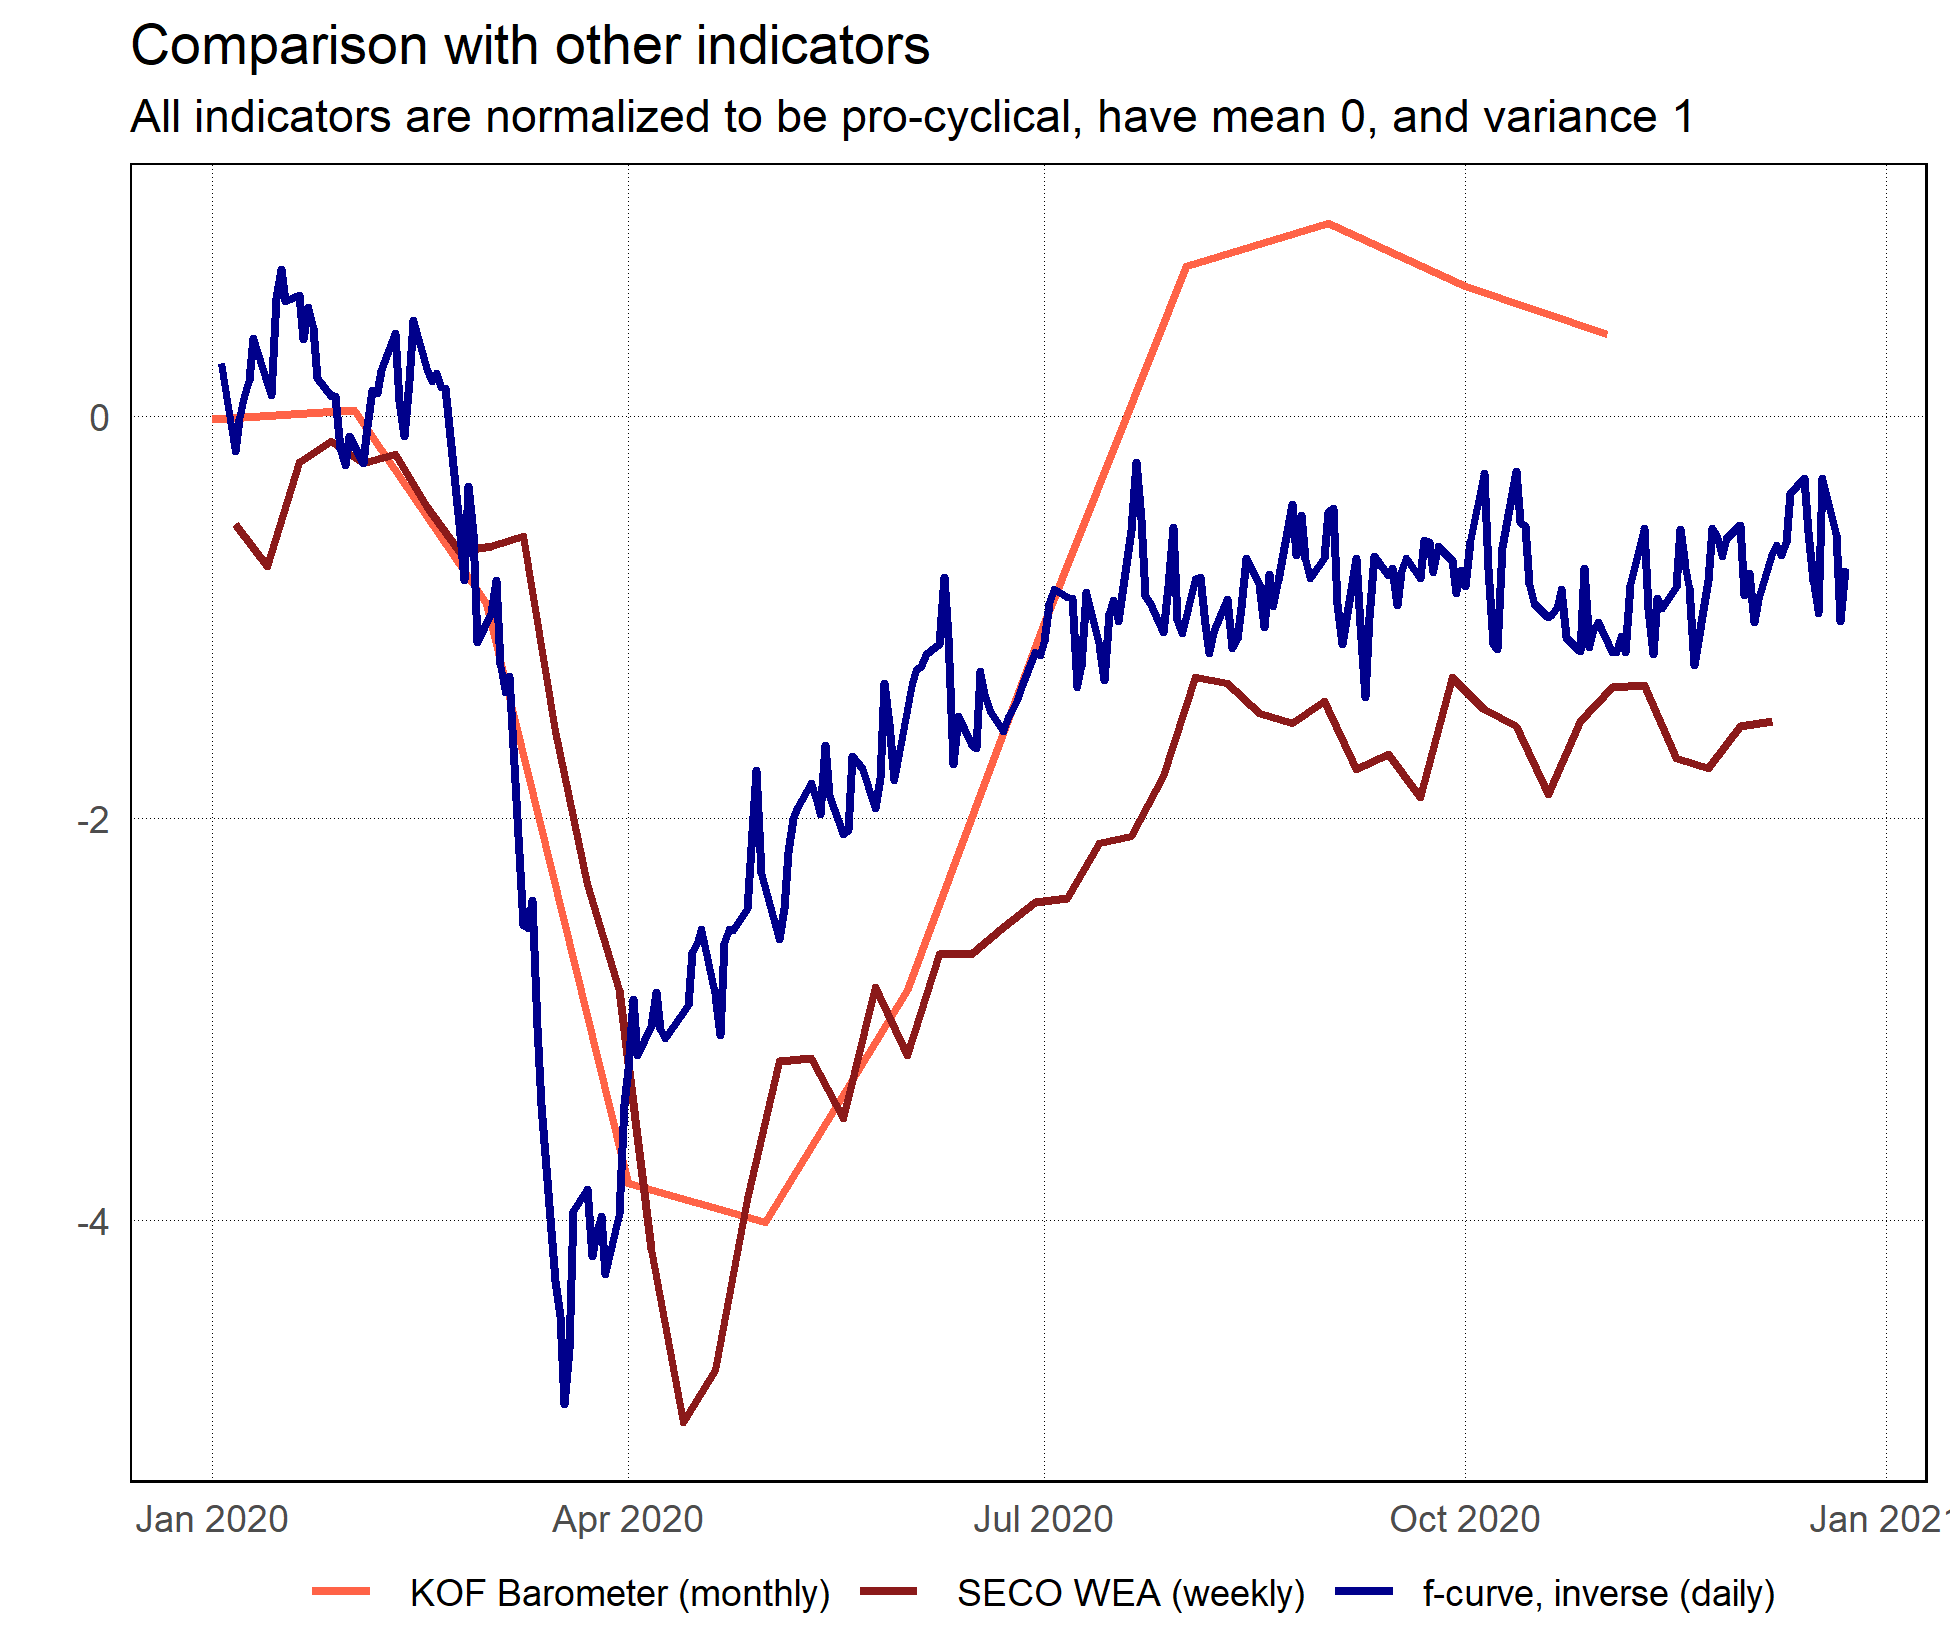 Comparison with other indicators
All indicators are normalized to be pro-cyclical, have mean 0, and variance 1
0
-2
-4
Jan 2020 Apr 2020 Jul 2020 Oct 2020 Jan 2021
KOF Barometer (monthly) SECO WEA (weekly) f-curve, inverse (daily)